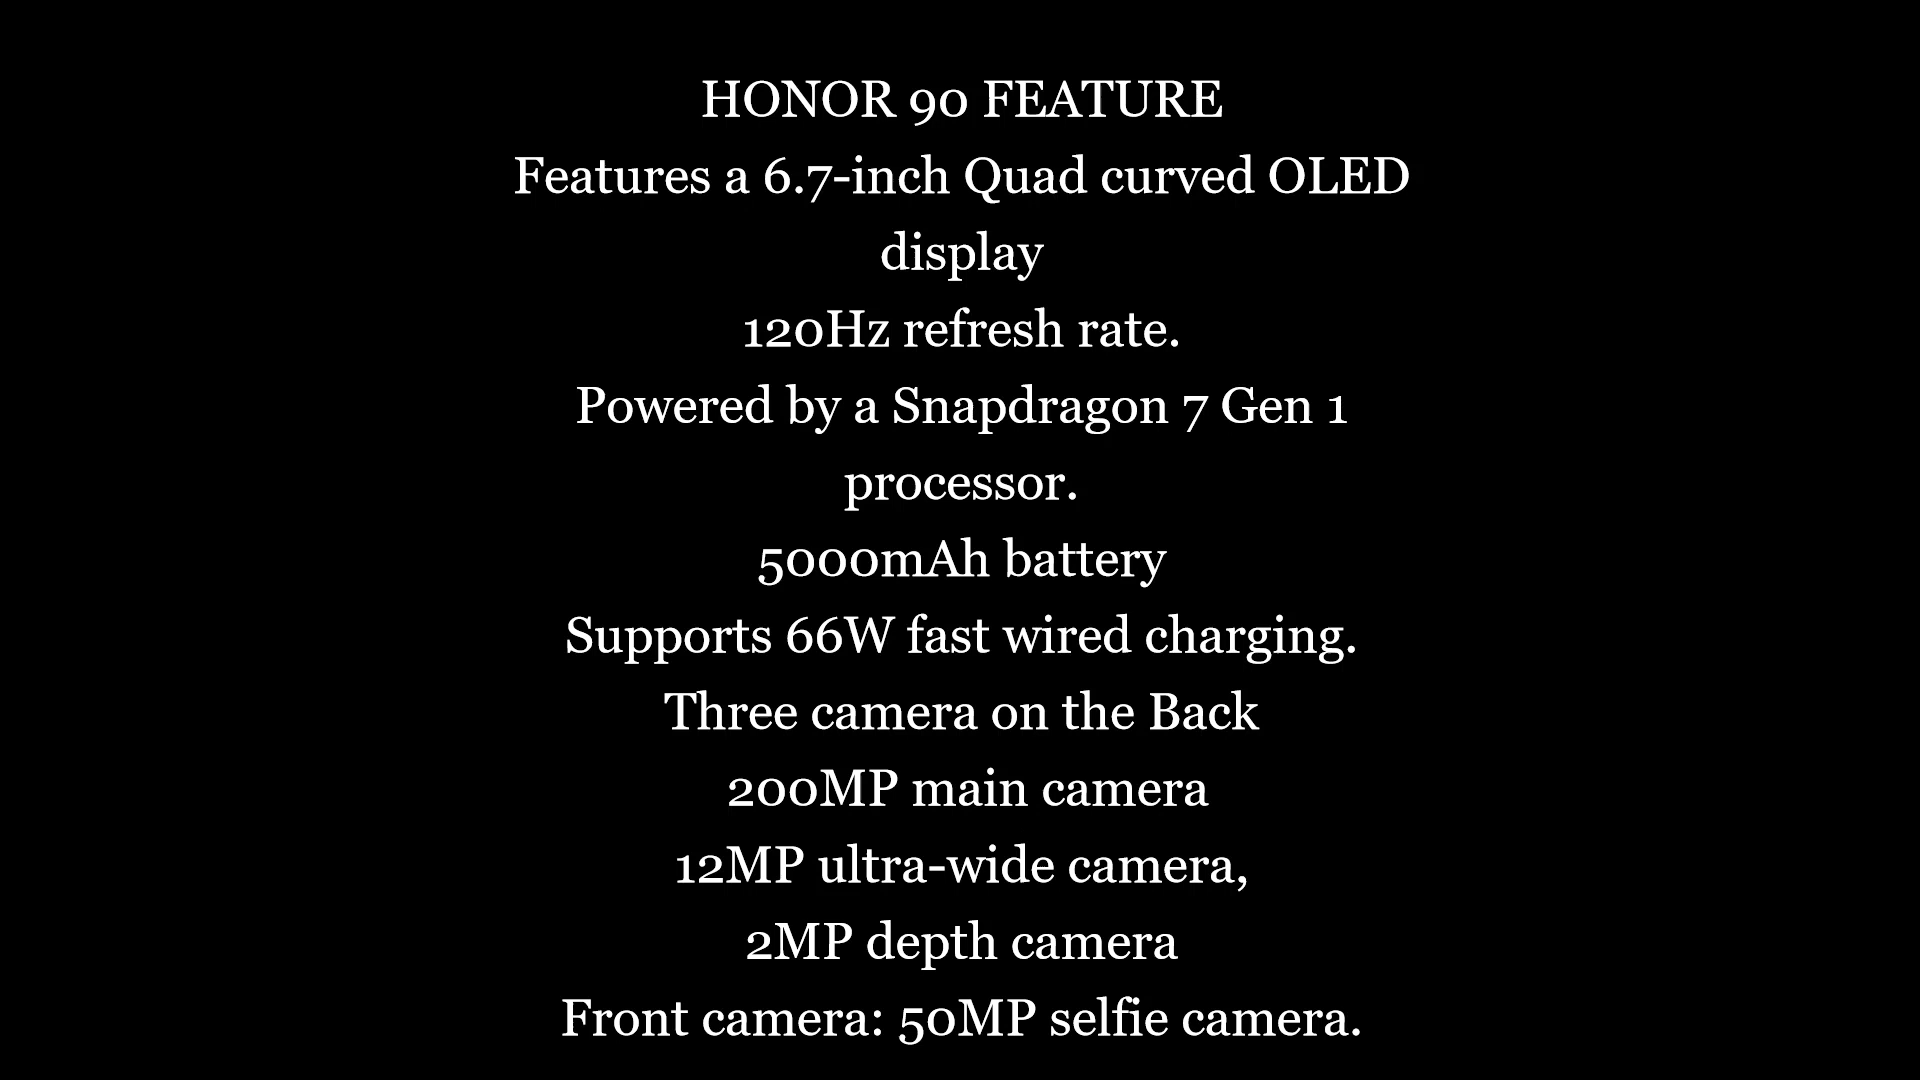 HONOR 90 FEATURE
Features a 6.7-inch Quad curved OLED
display
120Hz refresh rate.
Powered by a Snapdragon 7 Gen 1
processor.
5000mAh battery
Supports 66W fast wired charging.
Three camera on the Back
200MP main camera
12MP ultra-wide camera,
2MP depth camera
Front camera: 50MP selfie camera.